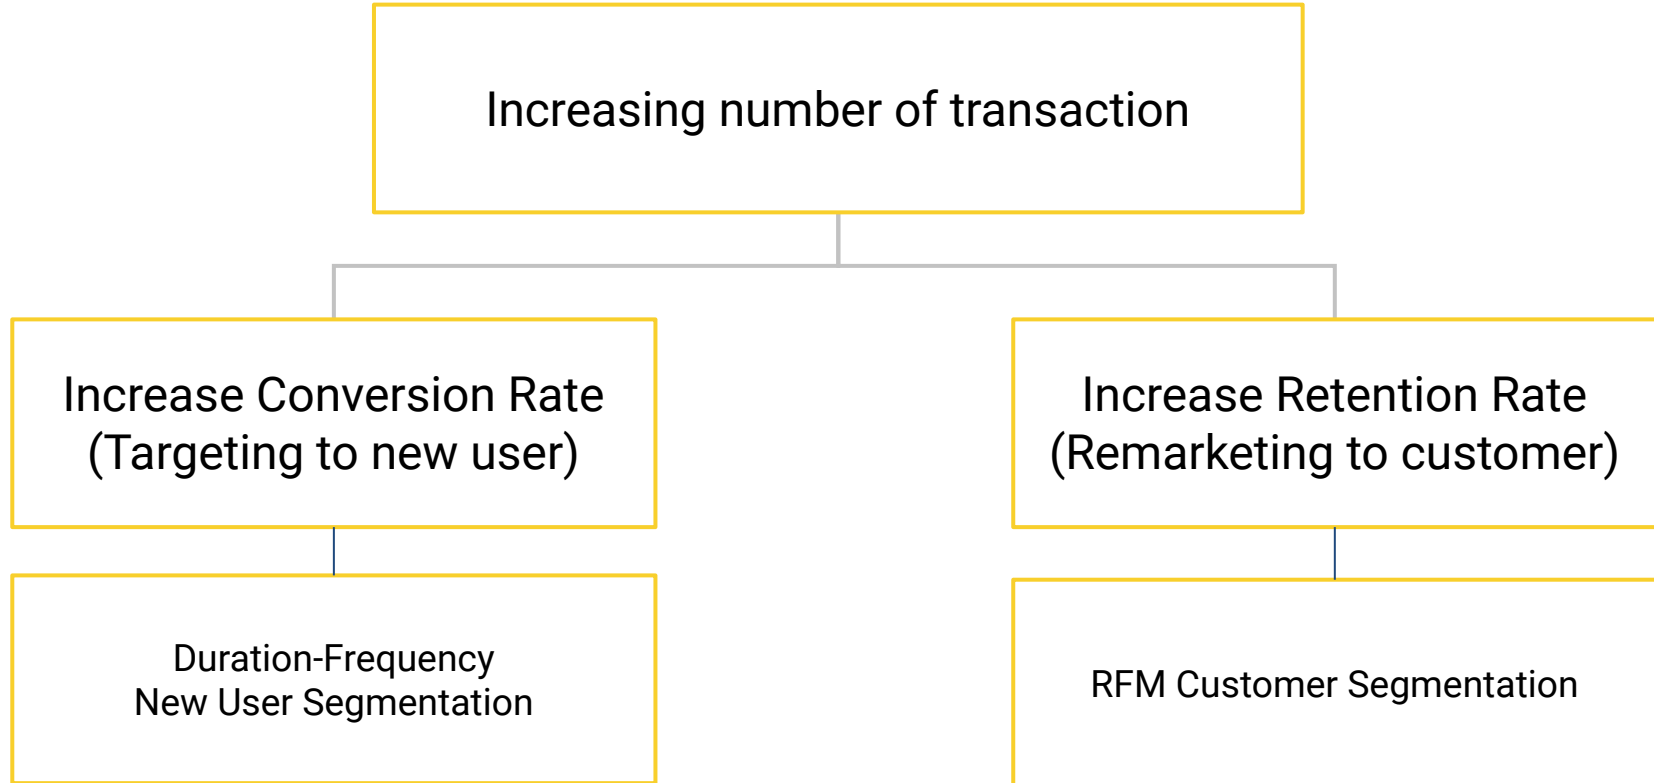 Increasing number of transaction
Increase Conversion Rate
(Targeting to new user)
Increase Retention Rate
(Remarketing to customer)
Duration-Frequency
New User Segmentation
RFM Customer Segmentation